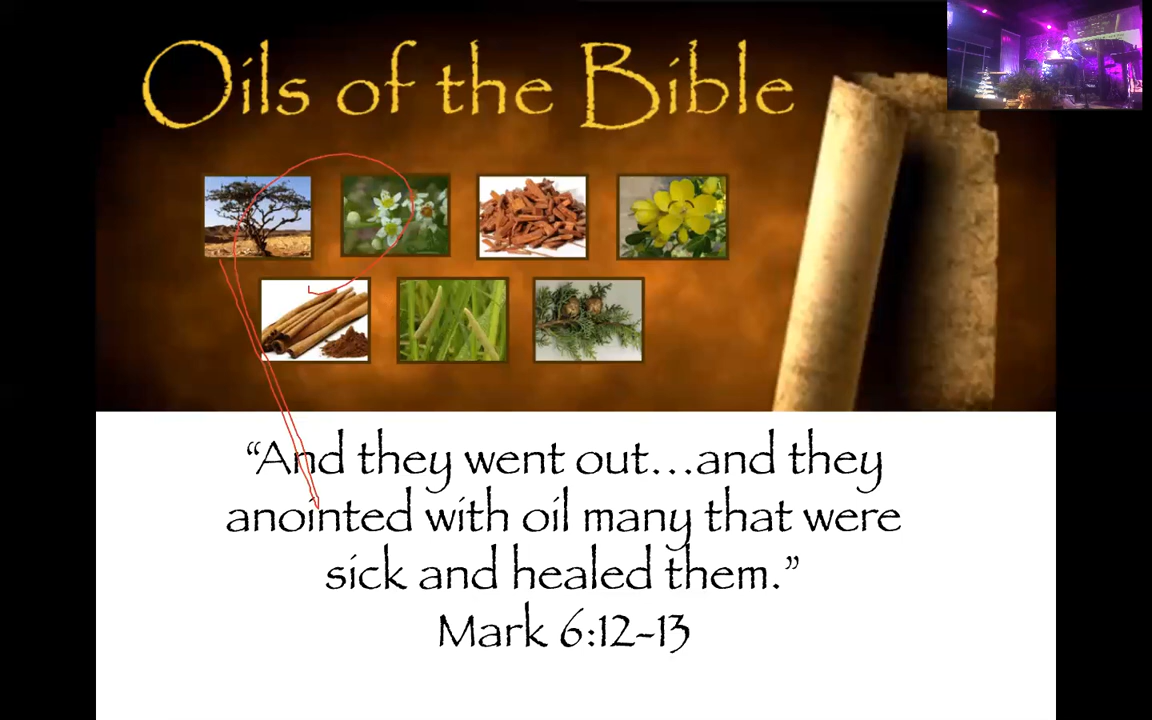 Oils of the Bible
“And they went out...and they
anointed with oil many that were
sick and healed them.”
Mark 6:12-13